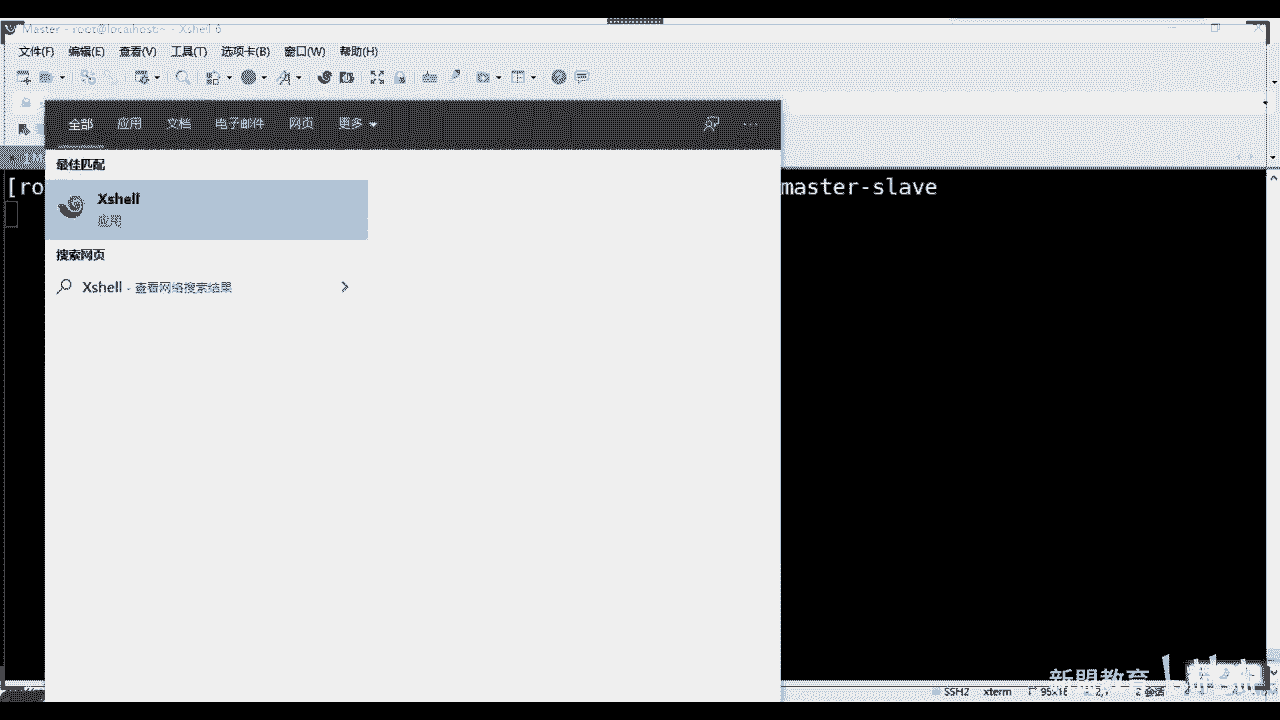 Master - root@localhost:~ - Xshell 6
文件(F) 编辑(E) 查看(V) 工具(T) 选项卡(B) 窗口(W) 帮助(H)
全部 应用 文档 电子邮件 网页 更多
最佳匹配
[ro
master-slave
Xshell
应用
搜索网页
Xshell - 查看网络搜索结果
新盟教育
SSH2 xterm